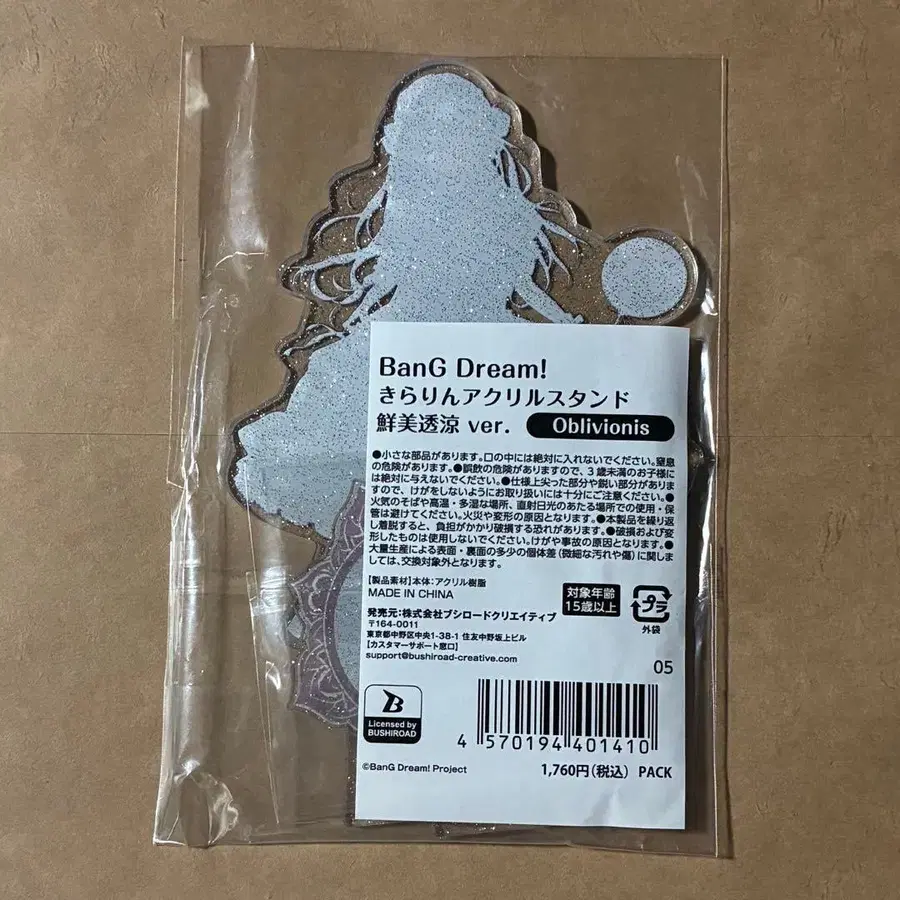 BanG Dream!
きらりんアクリルスタンド
鮮美透涼 ver. Oblivionis
●小さな部品があります。口の中には絶対に入れないでください。窒息
の危険があります。●誤飲の危険がありますので、3歳未満のお子様に
は絶対に与えないでください。●仕様上尖った部分や鋭い部分があり
ますので、けがをしないようにお取り扱いには十分にご注意ください。●
火気のそばや高温・多湿な場所、直射日光のあたる場所での使用・保
管は避けてください。火災や変形の原因となります。●本製品を繰り返
し着脱すると、負担がかかり破損する恐れがあります。●破損および変
形したものは使用しないでください。けがや事故の原因となります。●
大量生産による表面・裏面の多少の個体差(微細な汚れや傷)に関しま
しては、交換対象外となります。
【製品素材】本体:アクリル樹脂
MADE IN CHINA
対象年齢
15歳以上
プラ
外袋
発売元:株式会社ブシロードクリエイティブ
〒164-0011
東京都中野区中央1-38-1 住友中野坂上ビル
【カスタマーサポート窓口】
support@bushiroad-creative.com
05
B
Licensed by
BUSHIROAD
4 570194 401410
©BanG Dream! Project
1,760円(税込) PACK